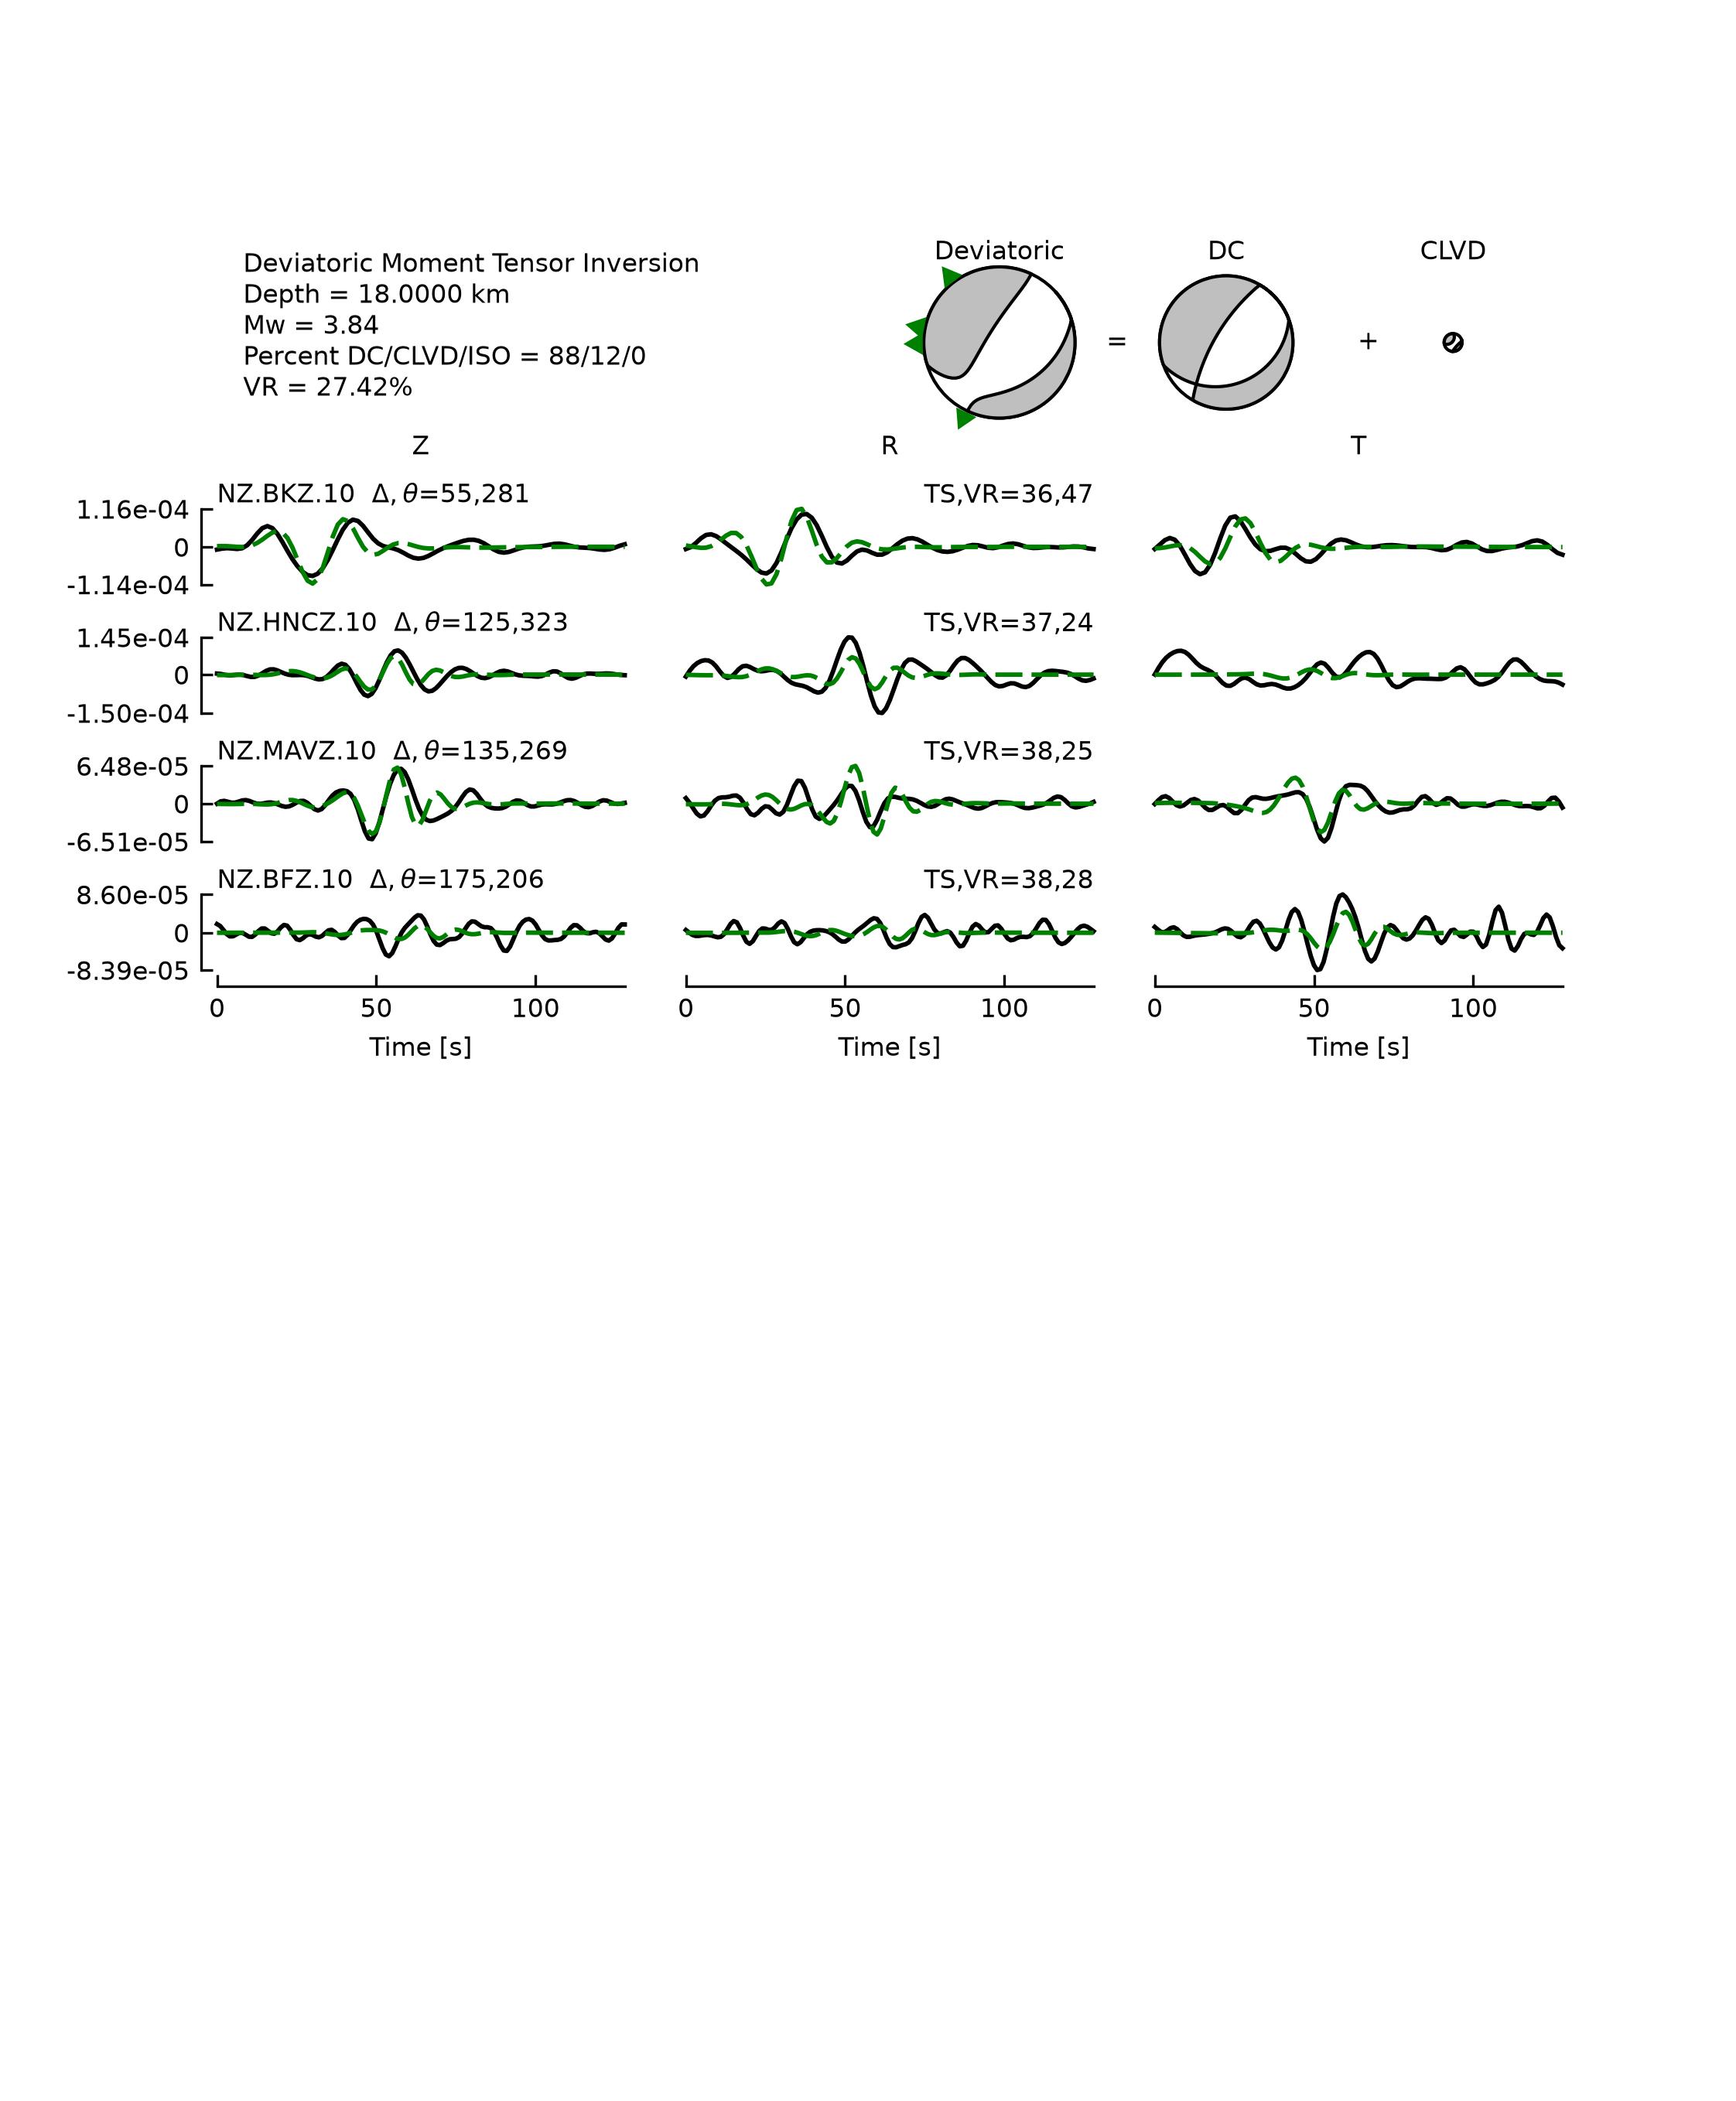 Deviatoric DC CLVD
Deviatoric Moment Tensor Inversion
Depth = 18.0000 km
Mw = 3.84
Percent DC/CLVD/ISO = 88/12/0
VR = 27.42%
= +
Z R T
NZ.BKZ.10 Δ, θ=55,281 TS,VR=36,47
1.16e-04
0
-1.14e-04
NZ.HNCZ.10 Δ, θ=125,323 TS,VR=37,24
1.45e-04
0
-1.50e-04
NZ.MAVZ.10 Δ, θ=135,269 TS,VR=38,25
6.48e-05
0
-6.51e-05
NZ.BFZ.10 Δ, θ=175,206 TS,VR=38,28
8.60e-05
0
-8.39e-05
0 50 100 0 50 100 0 50 100
Time [s] Time [s] Time [s]